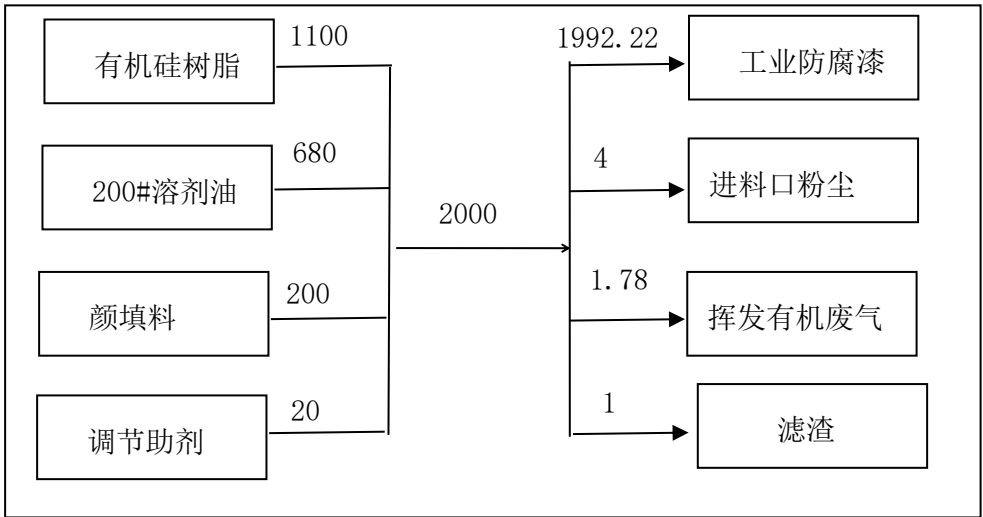 1100
有机硅树脂
680
200#溶剂油
200
颜填料
20
调节助剂
2000
1992.22
工业防腐漆
4
进料口粉尘
1.78
挥发有机废气
1
滤渣